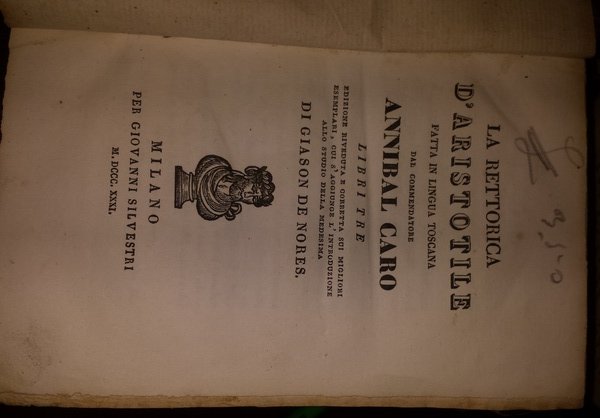 LA RETTORICA
D'ARISTOTILE
FATTA IN LINGUA TOSCANA
DAL COMMENDATORE
ANNIBAL CARO
LIBRI TRE
EDIZIONE RIVEDUTA E CORRETTA SUI MIGLIORI
ESEMPLARI, CUI S'AGGIUNGE L'INTRODUZIONE
ALLO STUDIO DELLA MEDESIMA
DI GIASON DE NORES.
MILANO
PER GIOVANNI SILVESTRI
M. DCCC. XXXI.